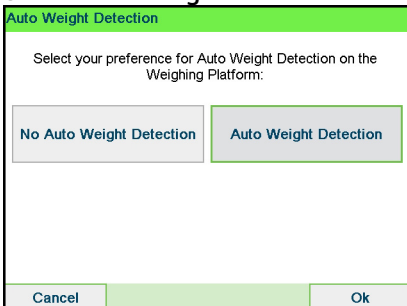 Auto Weight Detection
Select your preference for Auto Weight Detection on the
Weighing Platform:
No Auto Weight Detection
Auto Weight Detection
Cancel
Ok